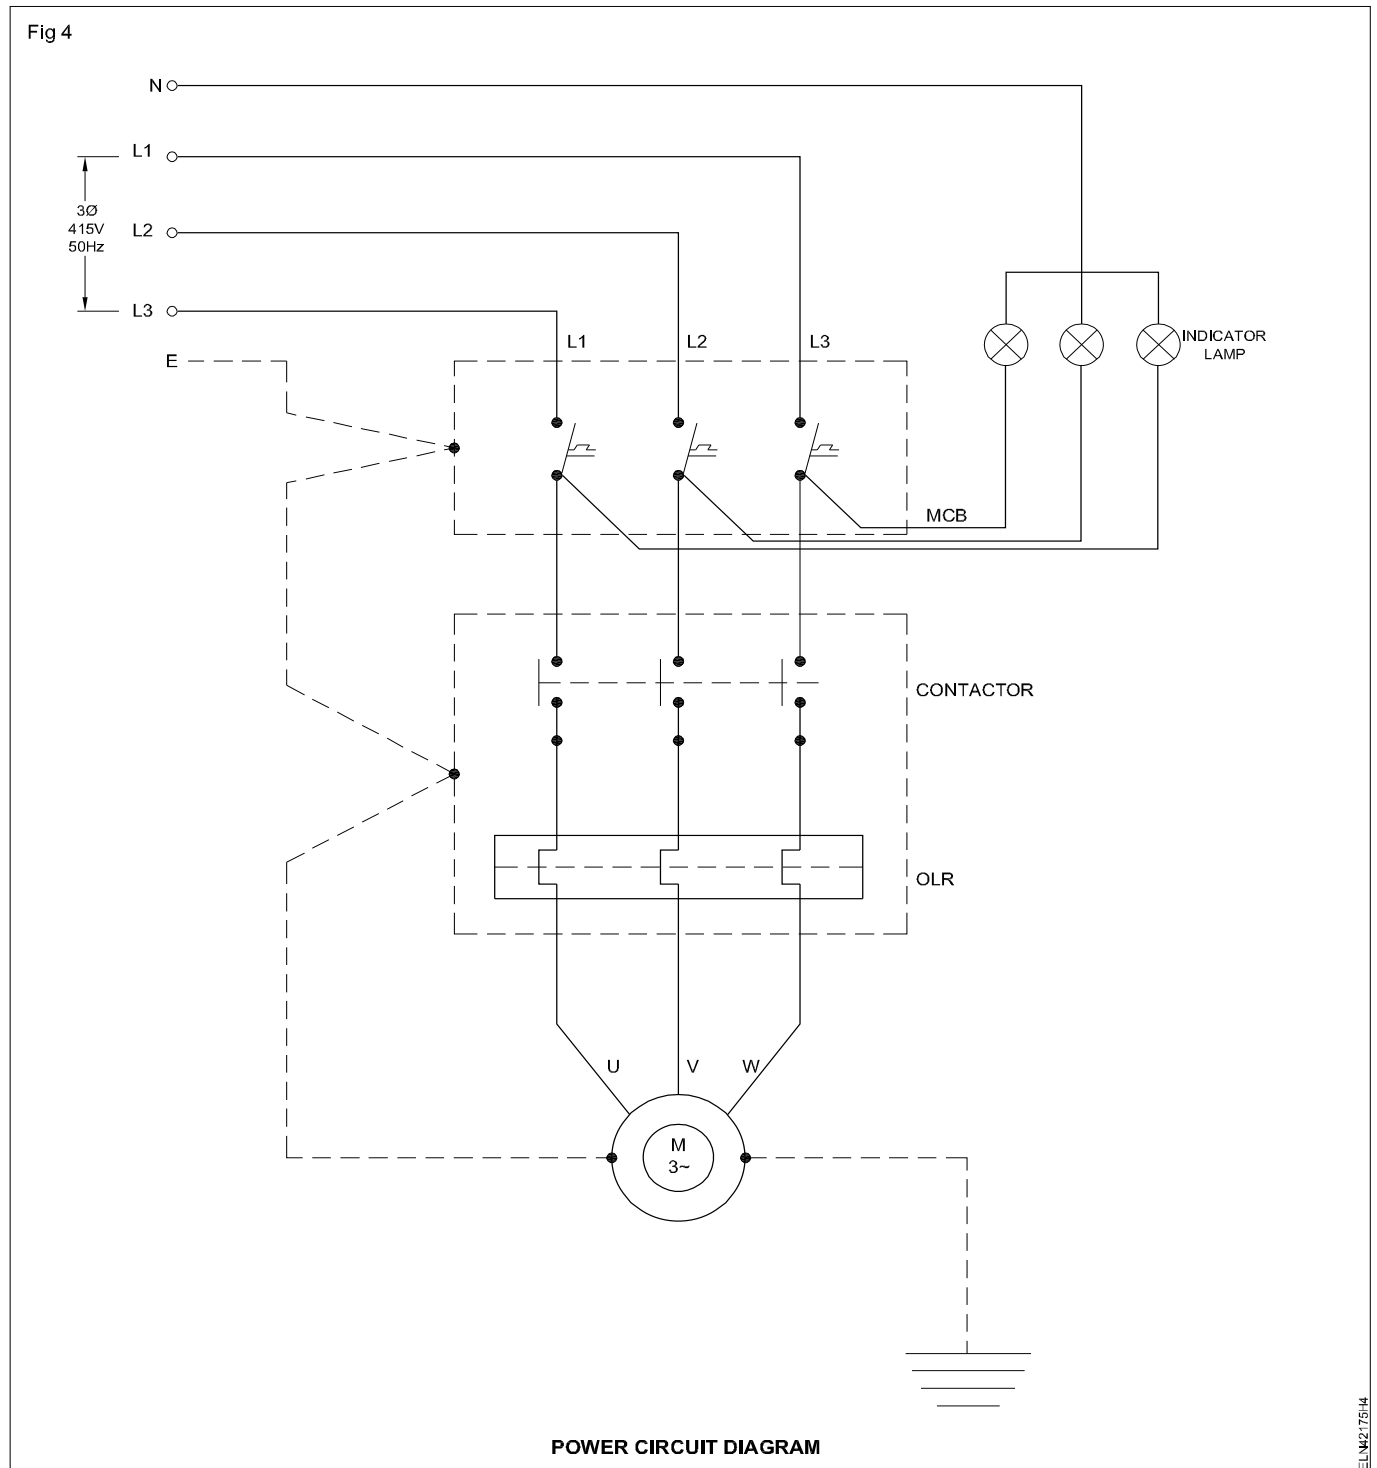 Fig 4
N
L1
3Ø
415V
50Hz
L2
L3
E
L1
L2
L3
INDICATOR
LAMP
MCB
CONTACTOR
OLR
U
V
W
M
3~
POWER CIRCUIT DIAGRAM